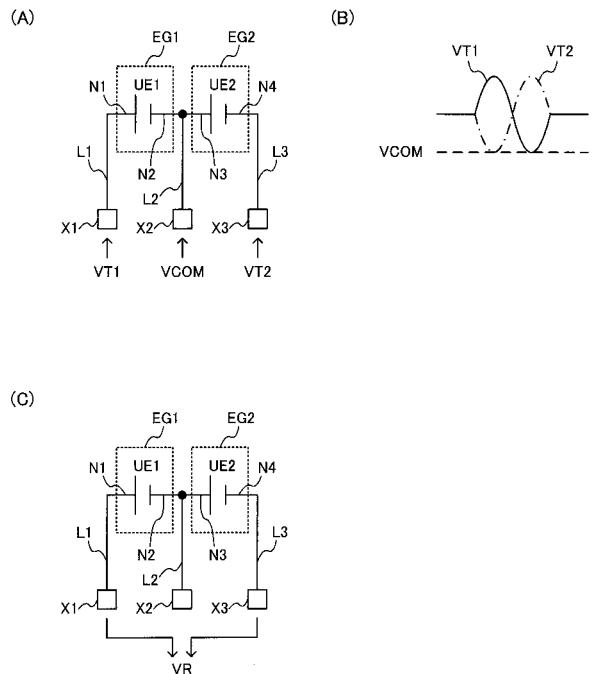 (A)
EG1 EG2
N1 UE1 UE2 N4
L1 N2 N3 L3
L2
X1 X2 X3
VT1 VCOM VT2
(B)
VT1 VT2
VCOM
(C)
EG1 EG2
N1 UE1 UE2 N4
L1 N2 N3 L3
L2
X1 X2 X3
VR